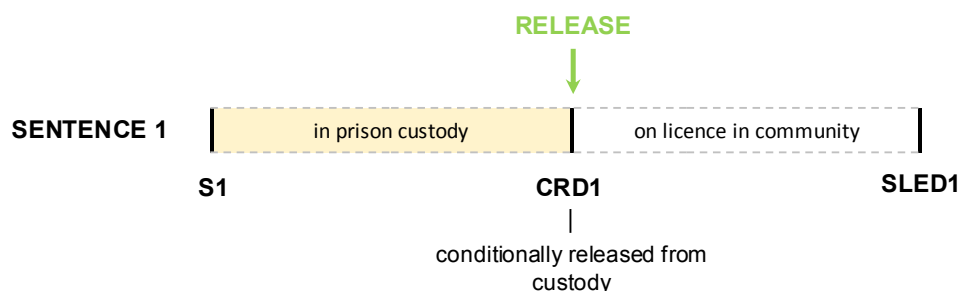 RELEASE
SENTENCE 1
in prison custody
on licence in community
S1
CRD1
SLED1
conditionally released from
custody